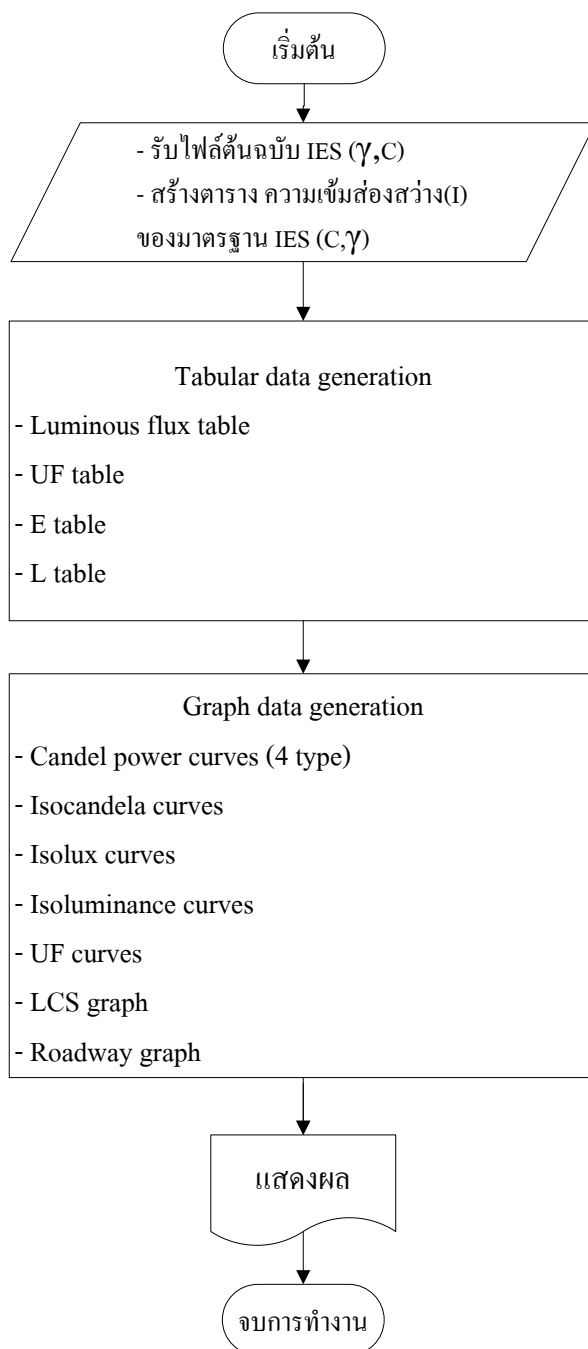 เริ่มต้น
- รับไฟล์ต้นฉบับ IES (γ,C)
- สร้างตาราง ความเข้มส่องสว่าง(I)
ของมาตรฐาน IES (C,γ)
Tabular data generation
- Luminous flux table
- UF table
- E table
- L table
Graph data generation
- Candel power curves (4 type)
- Isocandela curves
- Isolux curves
- Isoluminance curves
- UF curves
- LCS graph
- Roadway graph
แสดงผล
จบการทำงาน